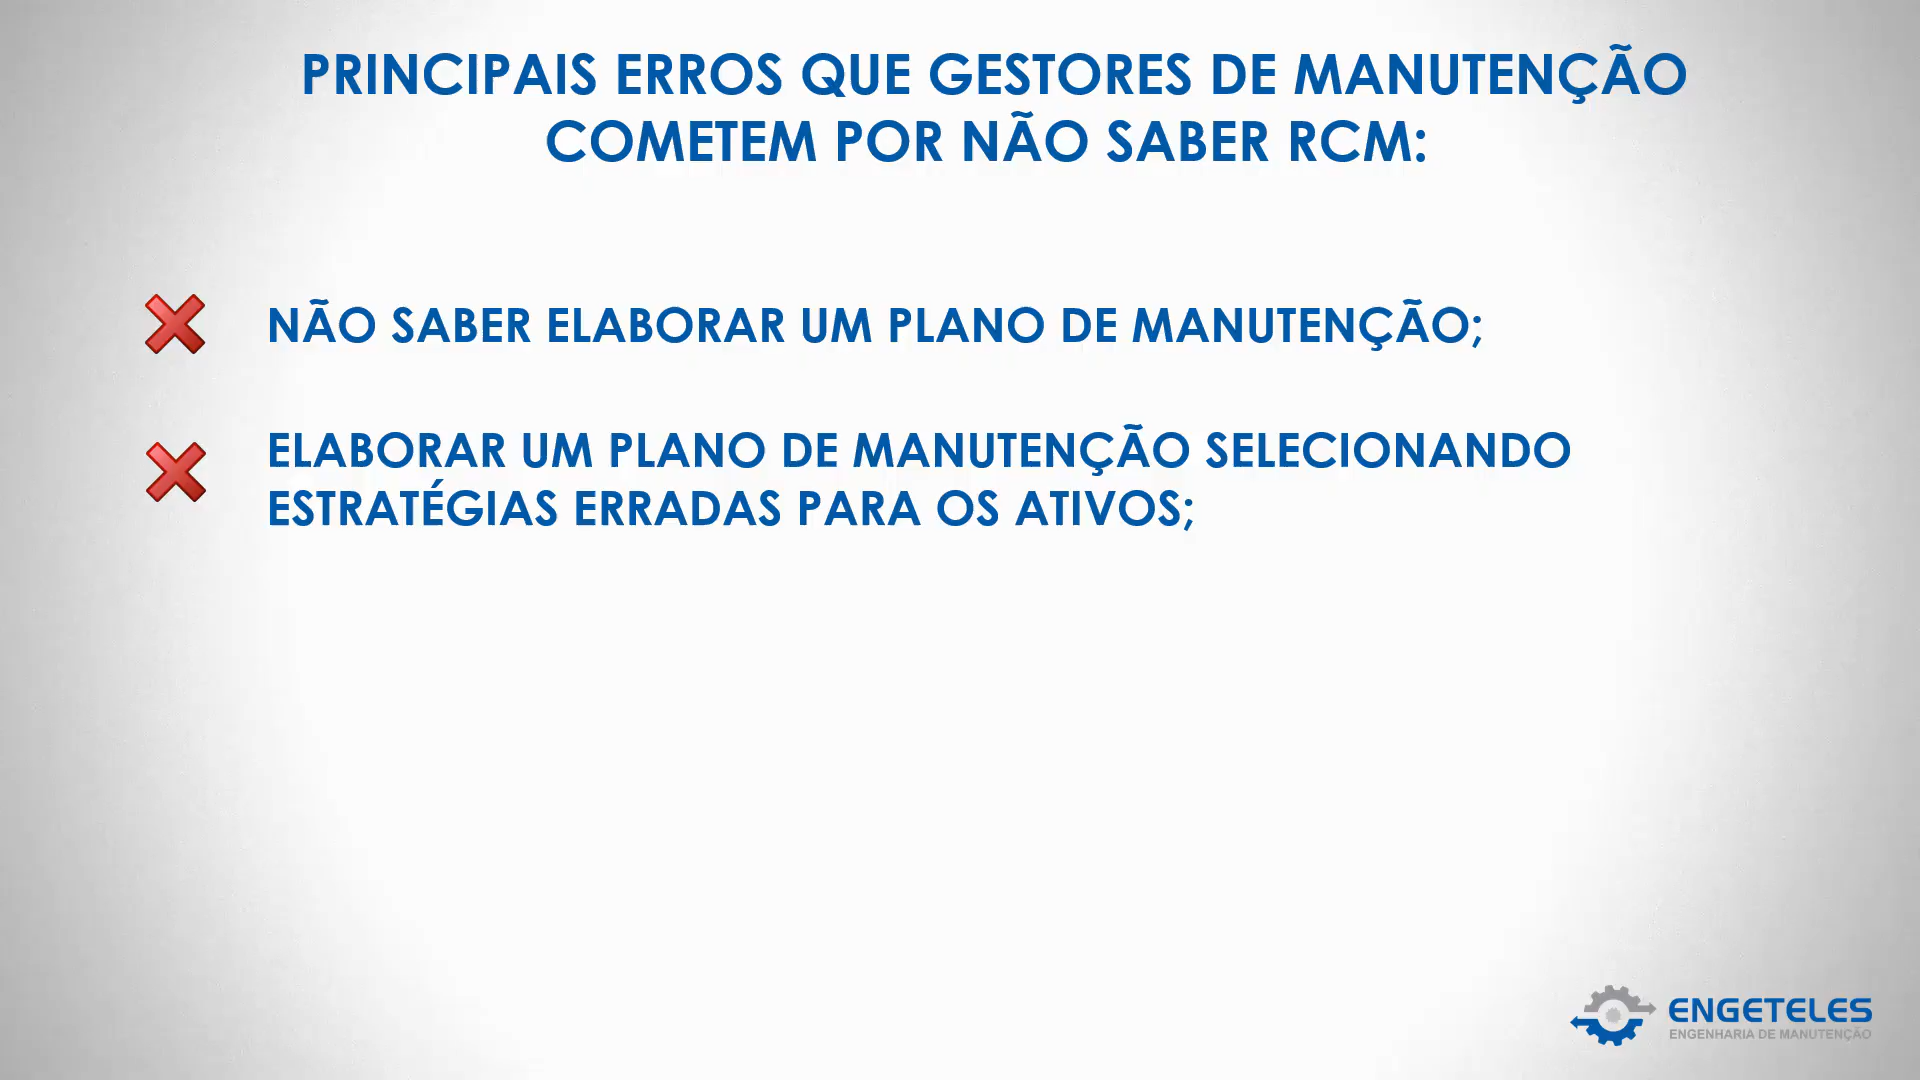 PRINCIPAIS ERROS QUE GESTORES DE MANUTENÇÃO
COMETEM POR NÃO SABER RCM:
NÃO SABER ELABORAR UM PLANO DE MANUTENÇÃO;
ELABORAR UM PLANO DE MANUTENÇÃO SELECIONANDO
ESTRATÉGIAS ERRADAS PARA OS ATIVOS;
ENGETELES
ENGENHARIA DE MANUTENÇÃO